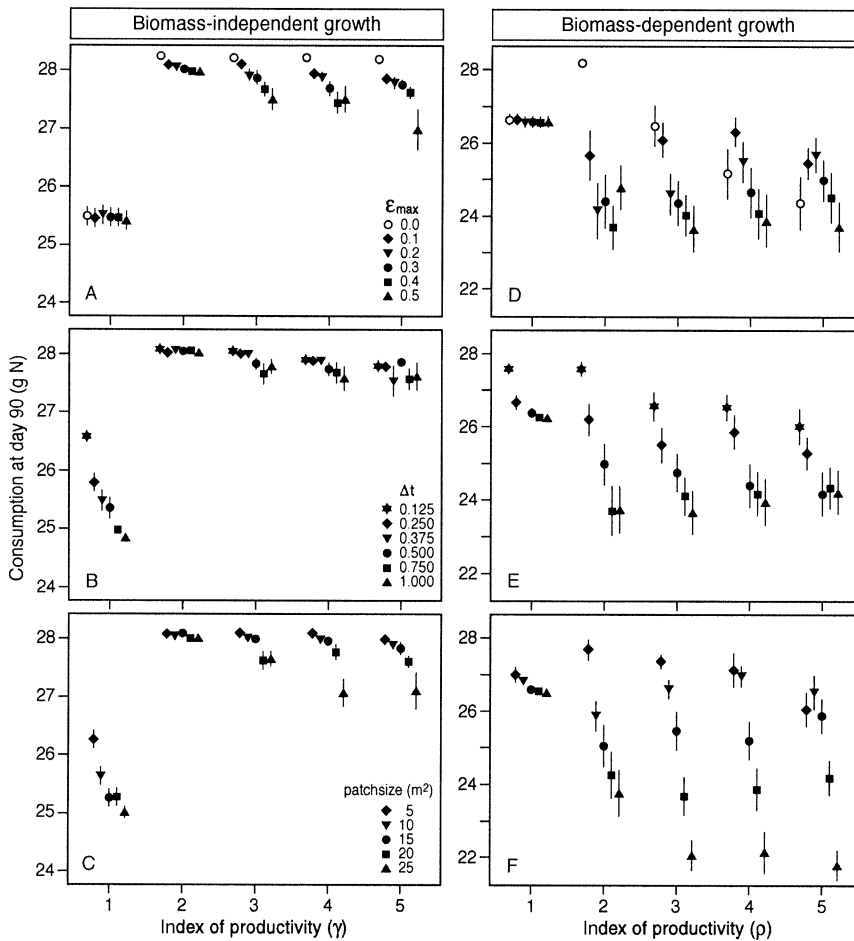 Biomass-independent growth
Biomass-dependent growth
Consumption at day 90 (g N)
28
27
26
25
24
A
εmax
0.0
0.1
0.2
0.3
0.4
0.5
28
26
24
22
D
28
27
26
25
24
B
Δt
0.125
0.250
0.375
0.500
0.750
1.000
28
26
24
22
E
28
27
26
25
24
C
patchsize (m²)
5
10
15
20
25
28
26
24
22
F
1 2 3 4 5
Index of productivity (γ)
1 2 3 4 5
Index of productivity (ρ)